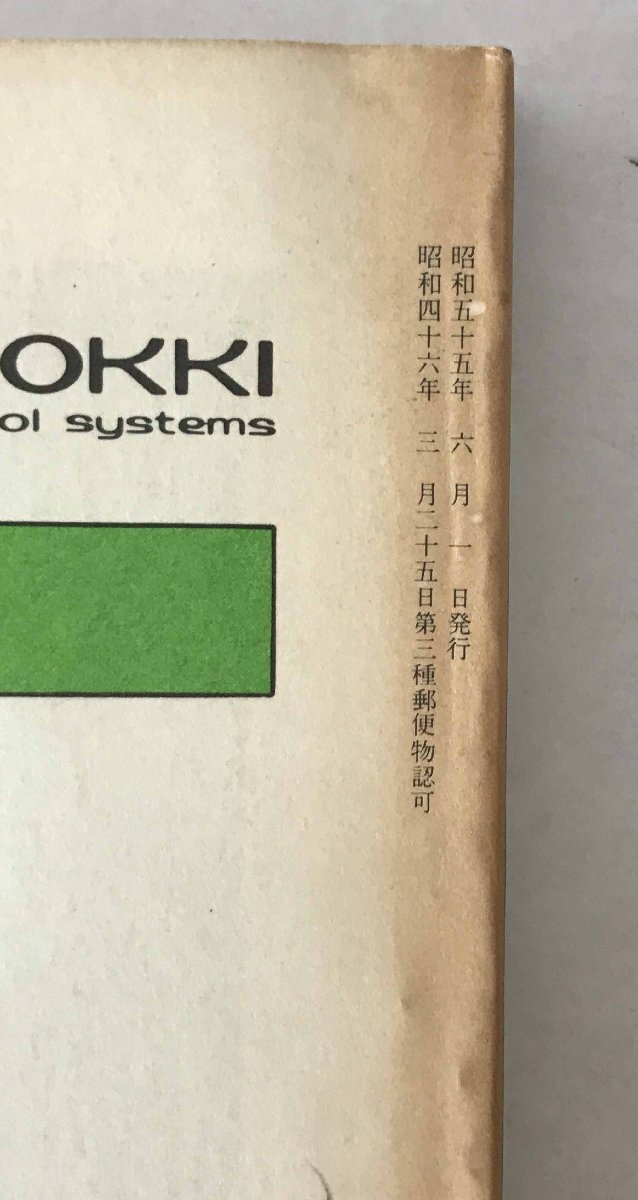 昭和五十五年 六 月 一 日発行
昭和四十六年 三 月二十五日第三種郵便物認可
OKKI
ol systems